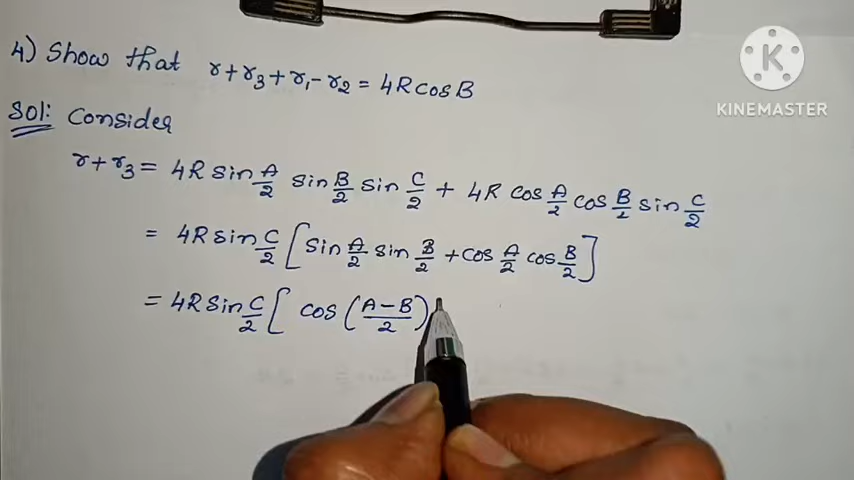 4) Show that r+r₃+r₁-r₂ = 4R cos B
K
KINEMASTER
Sol: Consider
r+r₃ = 4R sin A/2 sin B/2 sin C/2 + 4R cos A/2 cos B/2 sin C/2
= 4R sin C/2 [ sin A/2 sin B/2 + cos A/2 cos B/2 ]
= 4R sin C/2 [ cos (A-B/2)